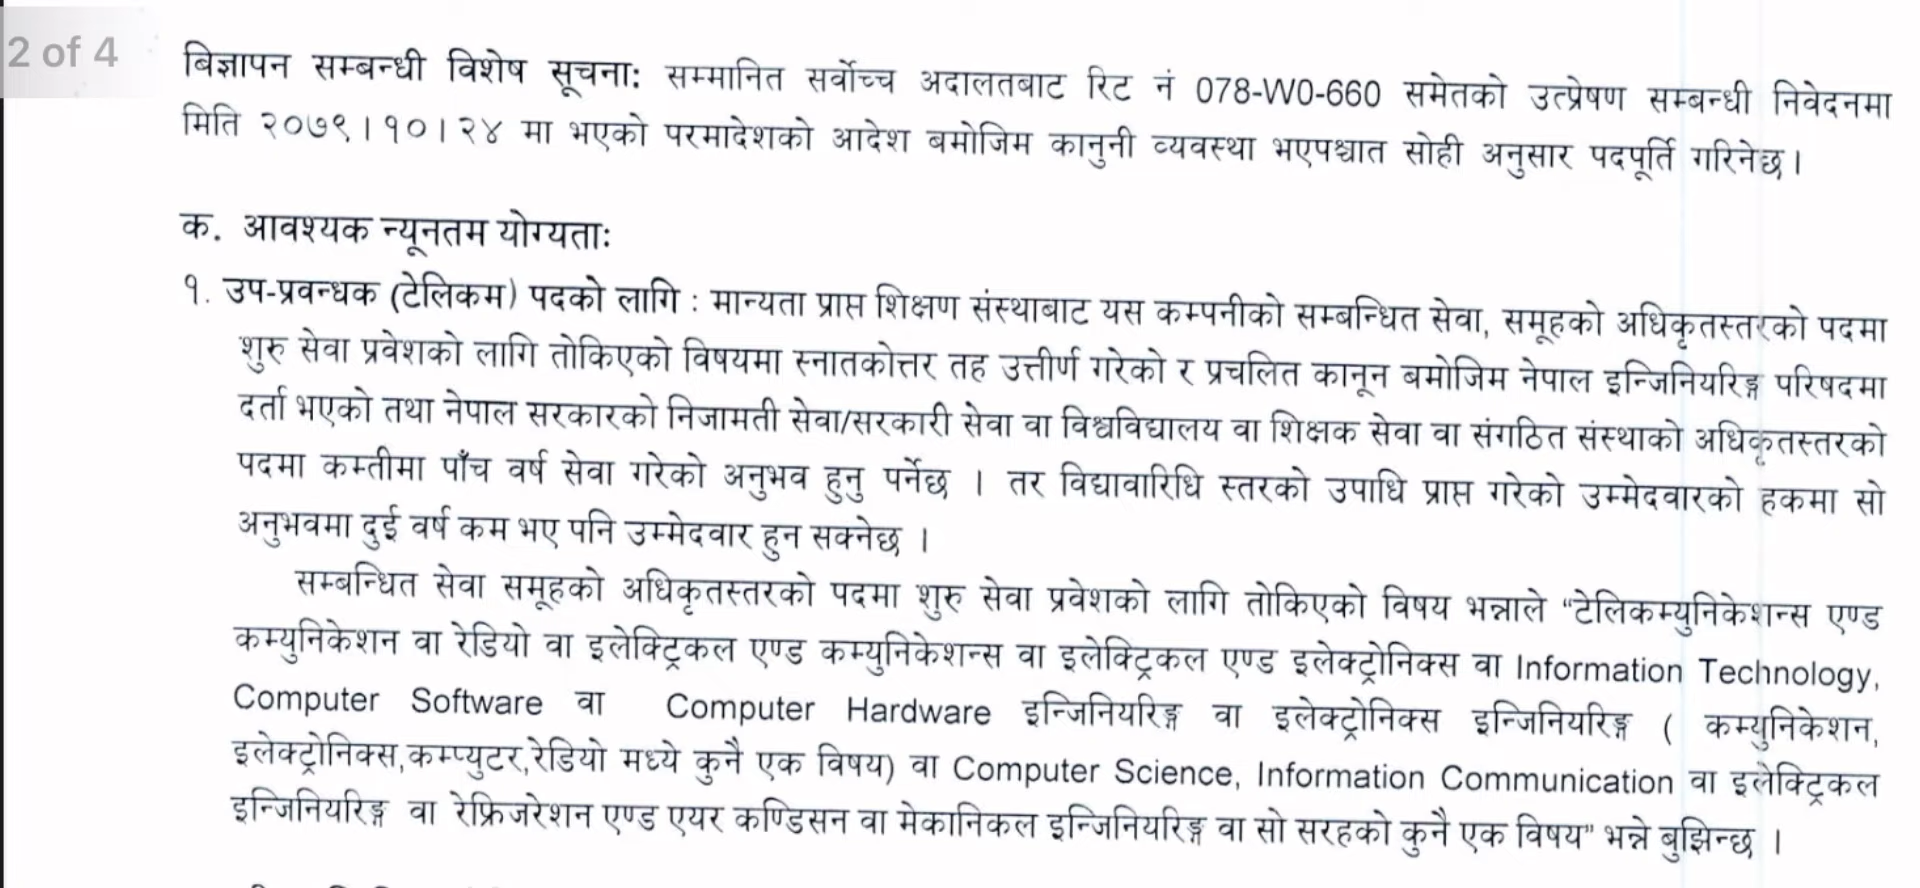 2 of 4
बिज्ञापन सम्बन्धी विशेष सूचना: सम्मानित सर्वोच्च अदालतबाट रिट नं 078-W0-660 समेतको उत्प्रेषण सम्बन्धी निवेदनमा
मिति २०७९।१०।२४ मा भएको परमादेशको आदेश बमोजिम कानुनी व्यवस्था भएपश्चात सोही अनुसार पदपूर्ति गरिनेछ।
क. आवश्यक न्यूनतम योग्यताः
१. उप-प्रवन्धक (टेलिकम) पदको लागि : मान्यता प्राप्त शिक्षण संस्थाबाट यस कम्पनीको सम्बन्धित सेवा, समूहको अधिकृतस्तरको पदमा
शुरु सेवा प्रवेशको लागि तोकिएको विषयमा स्नातकोत्तर तह उत्तीर्ण गरेको र प्रचलित कानून बमोजिम नेपाल इन्जिनियरिङ्ग परिषदमा
दर्ता भएको तथा नेपाल सरकारको निजामती सेवा/सरकारी सेवा वा विश्वविद्यालय वा शिक्षक सेवा वा संगठित संस्थाको अधिकृतस्तरको
पदमा कम्तीमा पाँच वर्ष सेवा गरेको अनुभव हुनु पर्नेछ । तर विद्यावारिधि स्तरको उपाधि प्राप्त गरेको उम्मेदवारको हकमा सो
अनुभवमा दुई वर्ष कम भए पनि उम्मेदवार हुन सक्नेछ ।
सम्बन्धित सेवा समूहको अधिकृतस्तरको पदमा शुरु सेवा प्रवेशको लागि तोकिएको विषय भन्नाले “टेलिकम्युनिकेशन्स एण्ड
कम्युनिकेशन वा रेडियो वा इलेक्ट्रिकल एण्ड कम्युनिकेशन्स वा इलेक्ट्रिकल एण्ड इलेक्ट्रोनिक्स वा Information Technology,
Computer Software वा Computer Hardware इन्जिनियरिङ्ग वा इलेक्ट्रोनिक्स इन्जिनियरिङ्ग ( कम्युनिकेशन,
इलेक्ट्रोनिक्स,कम्प्युटर,रेडियो मध्ये कुनै एक विषय) वा Computer Science, Information Communication वा इलेक्ट्रिकल
इन्जिनियरिङ्ग वा रेफ्रिजरेशन एण्ड एयर कण्डिसन वा मेकानिकल इन्जिनियरिङ्ग वा सो सरहको कुनै एक विषय” भन्ने बुझिन्छ ।